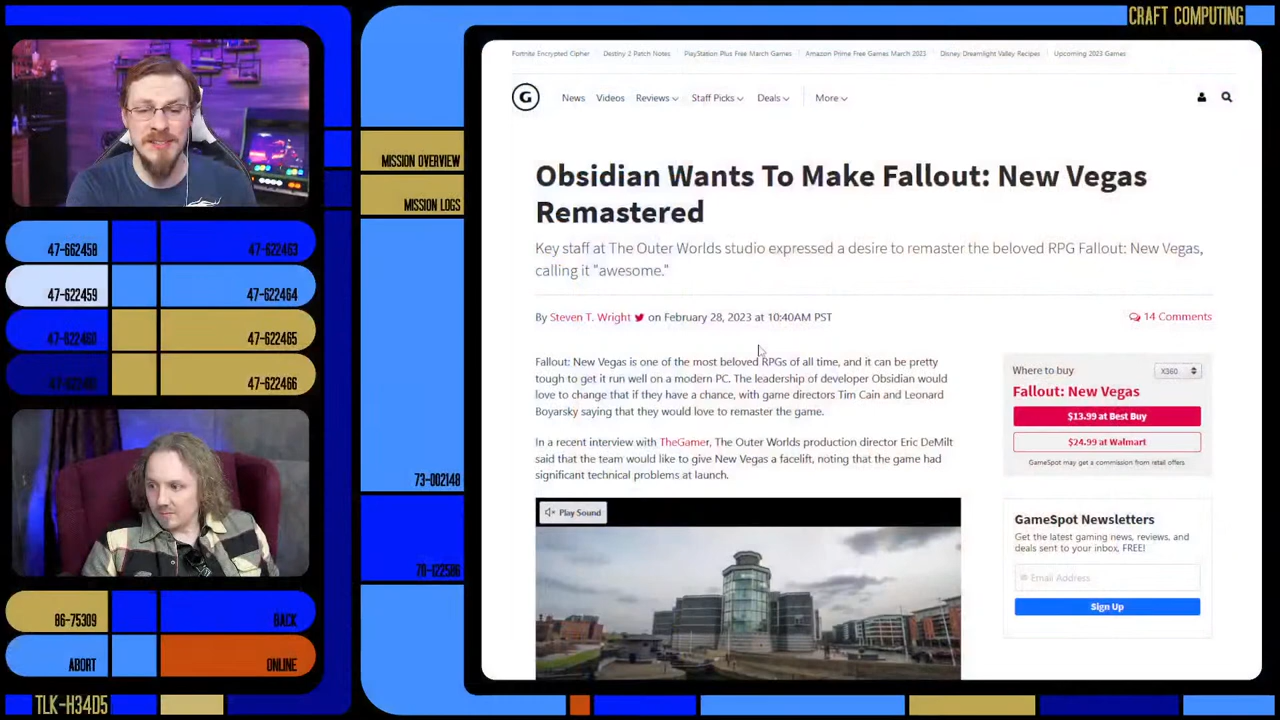 CRAFT COMPUTING
Fortnite Encrypted Cipher Destiny 2 Patch Notes PlayStation Plus Free March Games Amazon Prime Free Games March 2023 Disney Dreamlight Valley Recipes Upcoming 2023 Games
G News Videos Reviews Staff Picks Deals More
MISSION OVERVIEW
MISSION LOGS
Obsidian Wants To Make Fallout: New Vegas
Remastered
Key staff at The Outer Worlds studio expressed a desire to remaster the beloved RPG Fallout: New Vegas,
calling it "awesome."
By Steven T. Wright on February 28, 2023 at 10:40AM PST
14 Comments
Fallout: New Vegas is one of the most beloved RPGs of all time, and it can be pretty
tough to get it run well on a modern PC. The leadership of developer Obsidian would
love to change that if they have a chance, with game directors Tim Cain and Leonard
Boyarsky saying that they would love to remaster the game.
In a recent interview with TheGamer, The Outer Worlds production director Eric DeMilt
said that the team would like to give New Vegas a facelift, noting that the game had
significant technical problems at launch.
Play Sound
Where to buy X360
Fallout: New Vegas
$13.99 at Best Buy
$24.99 at Walmart
GameSpot may get a commission from retail offers
GameSpot Newsletters
Get the latest gaming news, reviews, and
deals sent to your inbox, FREE!
Email Address
Sign Up
47-662458 47-622463
47-622459 47-622464
47-622460 47-622465
47-622466
73-002148
70-122586
86-75309 BACK
ABORT ONLINE
TLK-H34D5